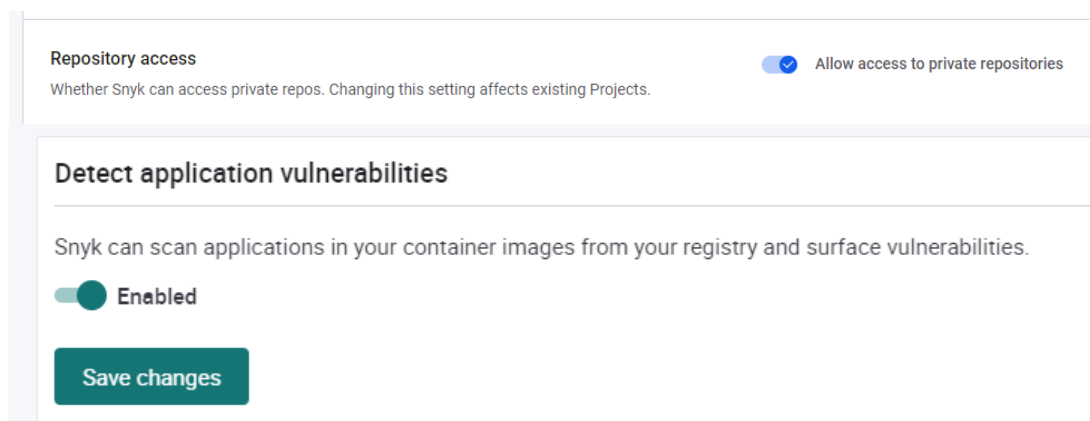 Repository access
Allow access to private repositories
Whether Snyk can access private repos. Changing this setting affects existing Projects.
Detect application vulnerabilities
Snyk can scan applications in your container images from your registry and surface vulnerabilities.
Enabled
Save changes